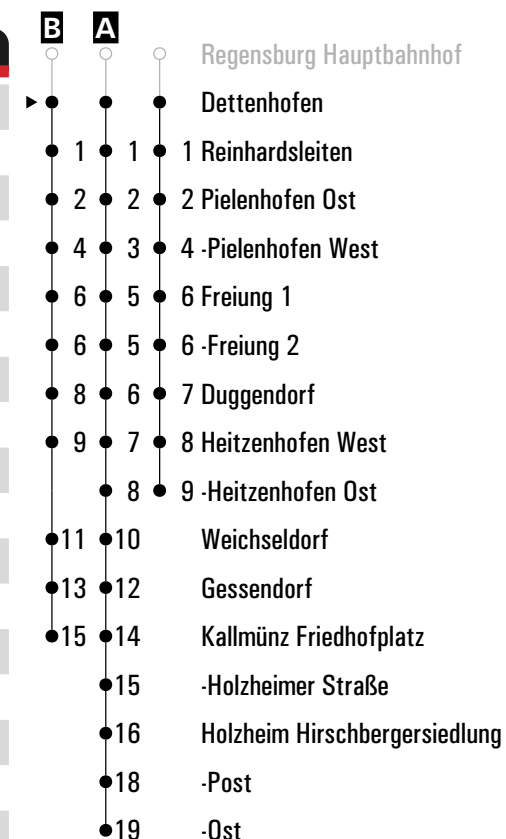 B A
Regensburg Hauptbahnhof
Dettenhofen
1 1 1 Reinhardsleiten
2 2 2 Pielenhofen Ost
4 3 4 -Pielenhofen West
6 5 6 Freiung 1
6 5 6 -Freiung 2
8 6 7 Duggendorf
9 7 8 Heitzenhofen West
8 9 -Heitzenhofen Ost
11 10 Weichseldorf
13 12 Gessendorf
15 14 Kallmünz Friedhofplatz
15 -Holzheimer Straße
16 Holzheim Hirschbergersiedlung
18 -Post
19 -Ost